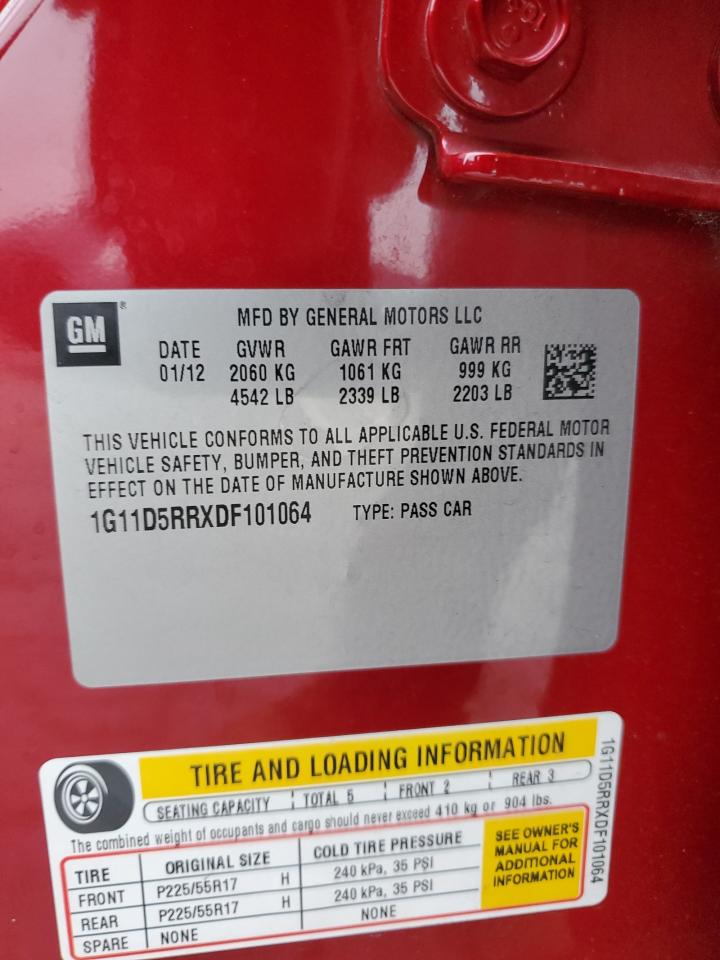 GM ®
MFD BY GENERAL MOTORS LLC
DATE GVWR GAWR FRT GAWR RR
01/12 2060 KG 1061 KG 999 KG
4542 LB 2339 LB 2203 LB
THIS VEHICLE CONFORMS TO ALL APPLICABLE U.S. FEDERAL MOTOR
VEHICLE SAFETY, BUMPER, AND THEFT PREVENTION STANDARDS IN
EFFECT ON THE DATE OF MANUFACTURE SHOWN ABOVE.
1G11D5RRXDF101064 TYPE: PASS CAR
TIRE AND LOADING INFORMATION
SEATING CAPACITY TOTAL 5 FRONT 2 REAR 3
The combined weight of occupants and cargo should never exceed 410 kg or 904 lbs.
TIRE ORIGINAL SIZE COLD TIRE PRESSURE
FRONT P225/55R17 H 240 kPa, 35 PSI
REAR P225/55R17 H 240 kPa, 35 PSI
SPARE NONE NONE
SEE OWNER'S
MANUAL FOR
ADDITIONAL
INFORMATION
1G11D5RRXDF101064